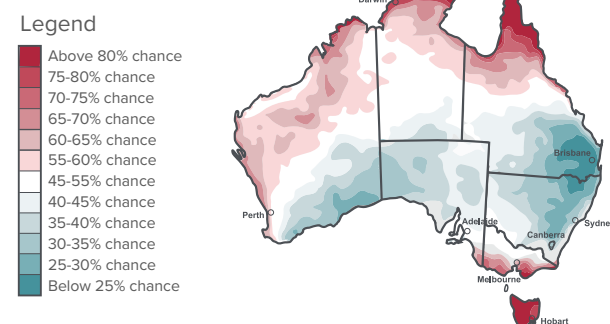 Legend
Above 80% chance
75-80% chance
70-75% chance
65-70% chance
60-65% chance
55-60% chance
45-55% chance
40-45% chance
35-40% chance
30-35% chance
25-30% chance
Below 25% chance
Darwin
Brisbane
Perth
Adelaide
Sydne
Canberra
Melbourne
Hobart